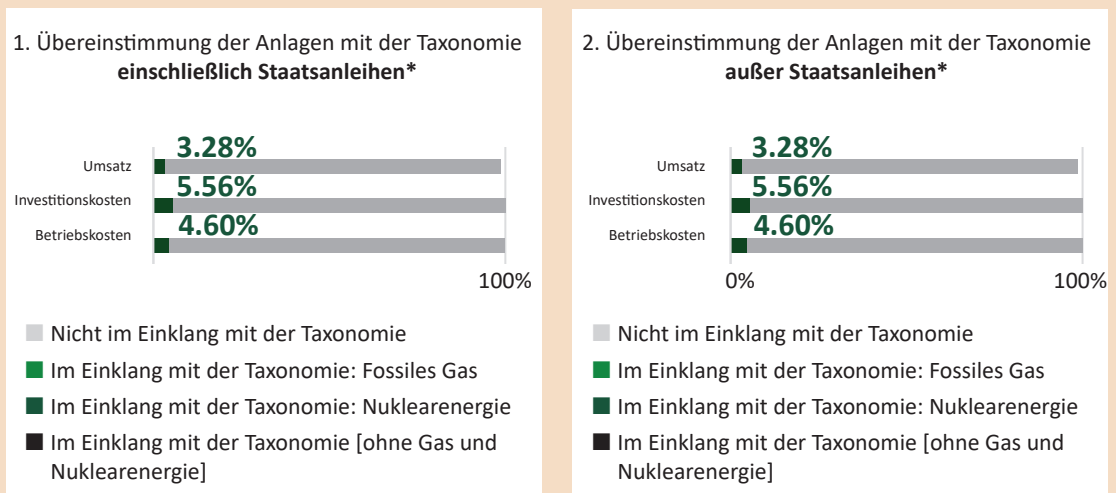 1. Übereinstimmung der Anlagen mit der Taxonomie
einschließlich Staatsanleihen*
3.28%
Umsatz
5.56%
Investitionskosten
4.60%
Betriebskosten
100%
Nicht im Einklang mit der Taxonomie
Im Einklang mit der Taxonomie: Fossiles Gas
Im Einklang mit der Taxonomie: Nuklearenergie
Im Einklang mit der Taxonomie [ohne Gas und
Nuklearenergie]
2. Übereinstimmung der Anlagen mit der Taxonomie
außer Staatsanleihen*
3.28%
Umsatz
5.56%
Investitionskosten
4.60%
Betriebskosten
0% 100%
Nicht im Einklang mit der Taxonomie
Im Einklang mit der Taxonomie: Fossiles Gas
Im Einklang mit der Taxonomie: Nuklearenergie
Im Einklang mit der Taxonomie [ohne Gas und
Nuklearenergie]